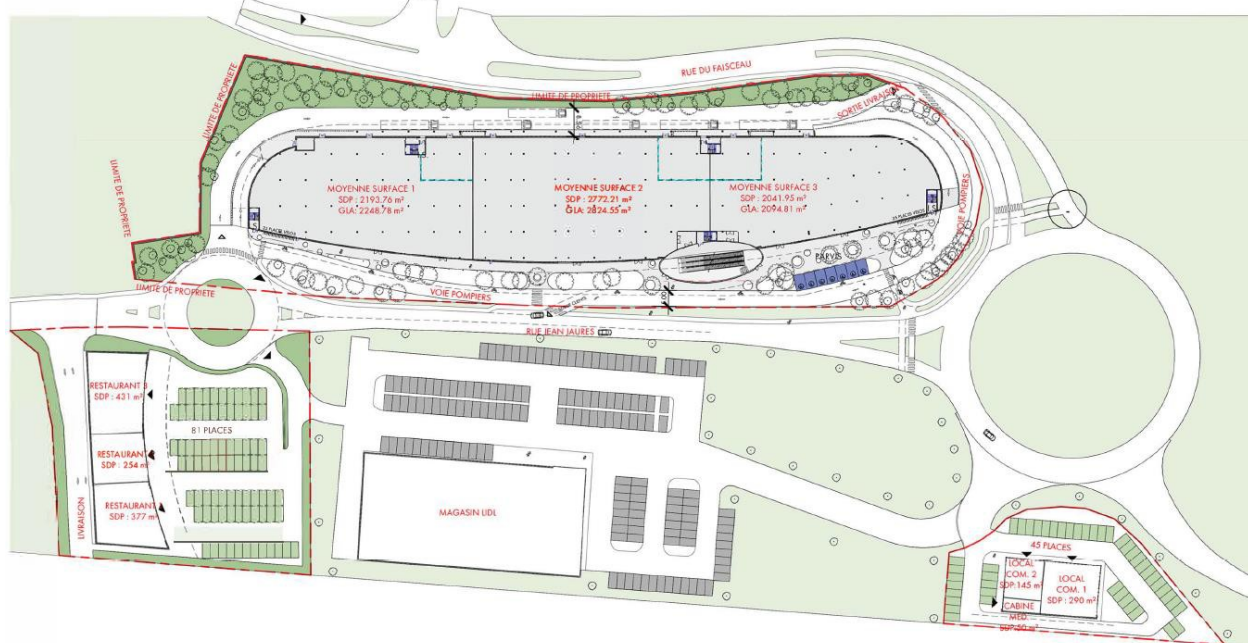 RUE DU FAISCEAU
LIMITE DE PROPRIETE
LIMITE DE PROPRIETE
SORTIE LIVRAISON
LIMITE DE PROPRIETE
MOYENNE SURFACE 1
SDP : 2193.76 m²
GLA: 2248.78 m²
MOYENNE SURFACE 2
SDP : 2772.21 m²
GLA: 2824.55 m²
MOYENNE SURFACE 3
SDP : 2041.95 m²
GLA: 2094.81 m²
VOIE POMPIERS
PARVIS
LIMITE DE PROPRIETE
VOIE POMPIERS
RUE JEAN JAURES
RESTAURANT 3
SDP : 431 m²
81 PLACES
RESTAURANT
SDP : 254 m²
RESTAURANT
SDP : 377 m²
LIVRAISON
MAGASIN LIDL
45 PLACES
LOCAL
COM. 2
SDP:145 m²
LOCAL
COM. 1
SDP : 290 m²
CABINE
MED.
SDP:50 m²